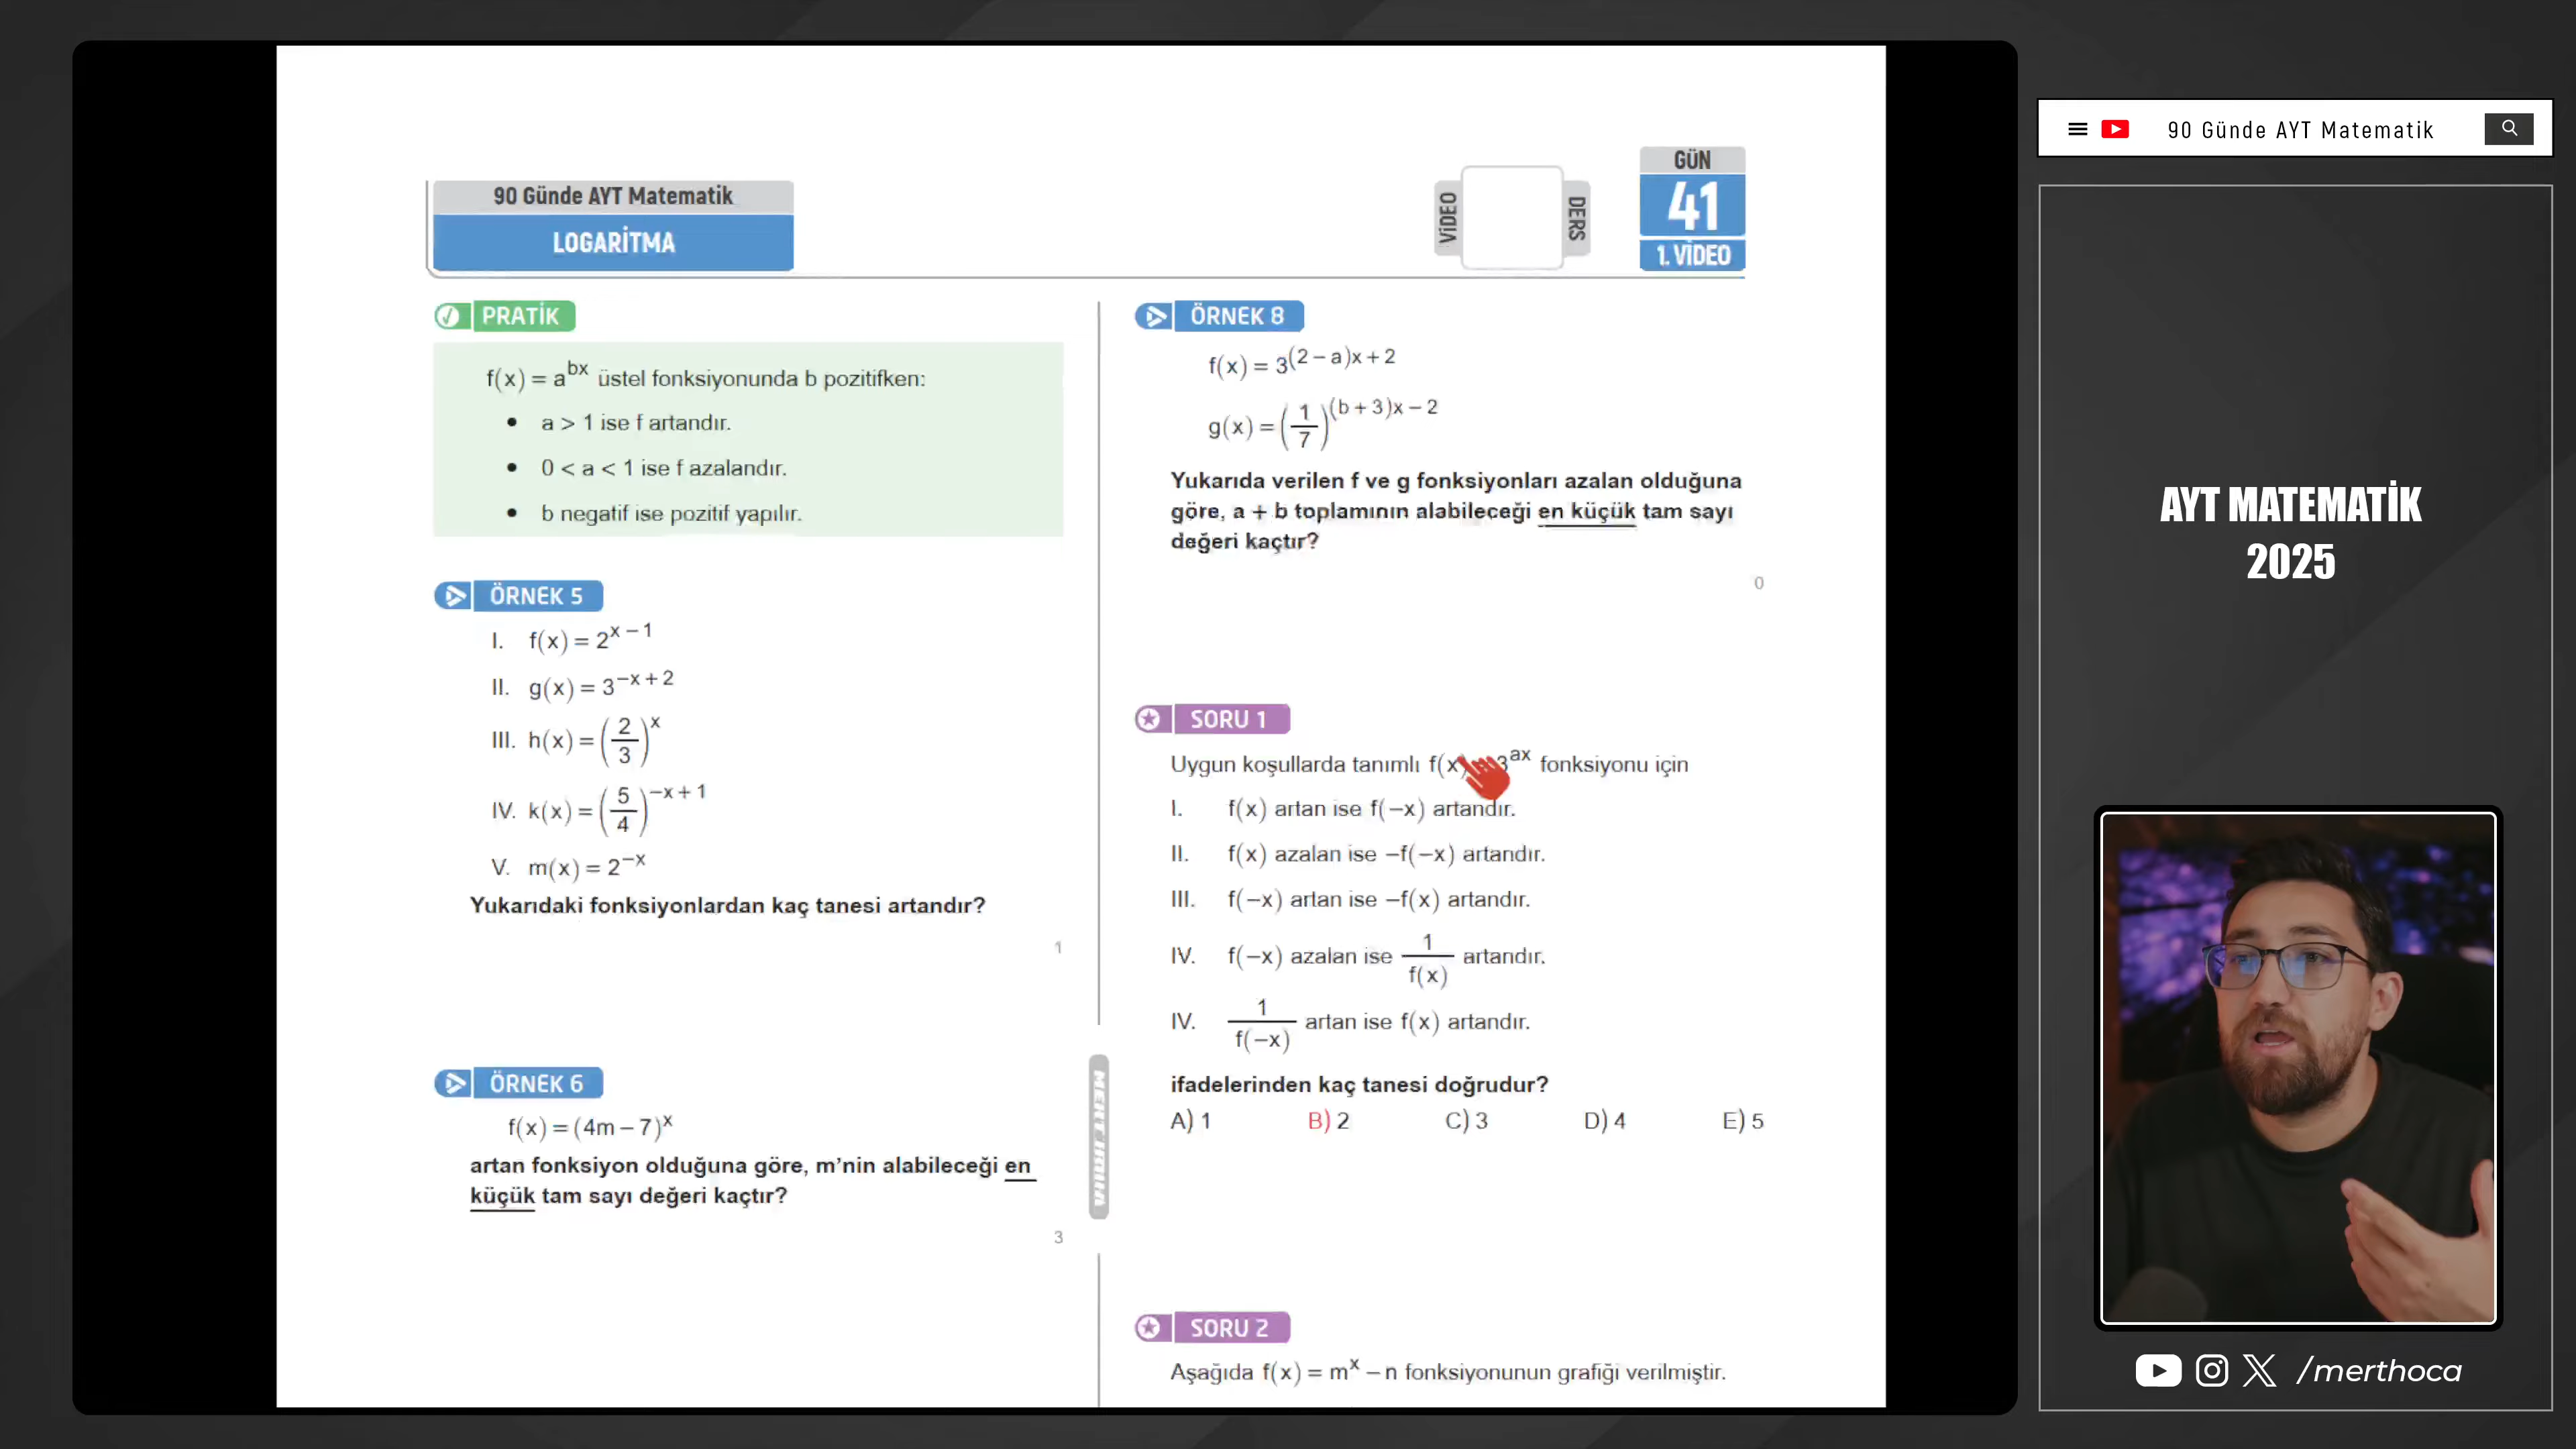 90 Günde AYT Matematik
LOGARİTMA
VİDEO
DERS
GÜN
41
1. VİDEO
PRATİK
f(x) = a^{bx} üstel fonksiyonunda b pozitifken:
• a > 1 ise f artandır.
• 0 < a < 1 ise f azalandır.
• b negatif ise pozitif yapılır.
ÖRNEK 5
I. f(x) = 2^{x – 1}
II. g(x) = 3^{–x + 2}
III. h(x) = (2/3)^x
IV. k(x) = (5/4)^{–x + 1}
V. m(x) = 2^{–x}
Yukarıdaki fonksiyonlardan kaç tanesi artandır?
1
ÖRNEK 6
f(x) = (4m – 7)^x
artan fonksiyon olduğuna göre, m'nin alabileceği en
küçük tam sayı değeri kaçtır?
3
MERT HOCA
ÖRNEK 8
f(x) = 3^{(2 – a)x + 2}
g(x) = (1/7)^{(b + 3)x – 2}
Yukarıda verilen f ve g fonksiyonları azalan olduğuna
göre, a + b toplamının alabileceği en küçük tam sayı
değeri kaçtır?
0
SORU 1
Uygun koşullarda tanımlı f(x) 3^{ax} fonksiyonu için
I. f(x) artan ise f(–x) artandır.
II. f(x) azalan ise –f(–x) artandır.
III. f(–x) artan ise –f(x) artandır.
IV. f(–x) azalan ise 1/f(x) artandır.
IV. 1/f(–x) artan ise f(x) artandır.
ifadelerinden kaç tanesi doğrudur?
A) 1 B) 2 C) 3 D) 4 E) 5
SORU 2
Aşağıda f(x) = m^x – n fonksiyonunun grafiği verilmiştir.
90 Günde AYT Matematik
AYT MATEMATİK
2025
/merthoca